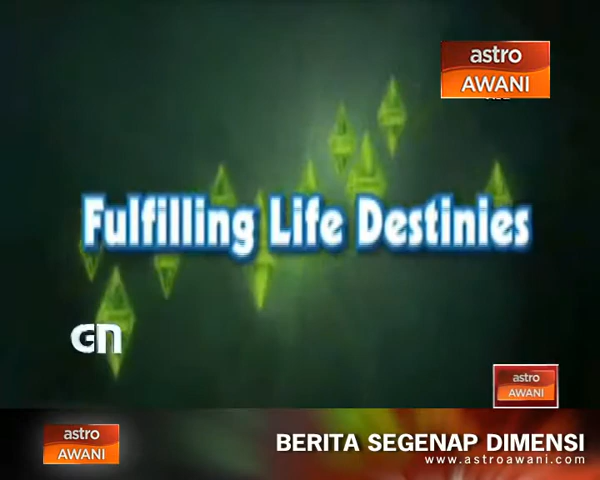 astro
AWANI
Fulfilling Life Destinies
GN
astro
AWANI
astro
AWANI
BERITA SEGENAP DIMENSI
www.astroawani.com